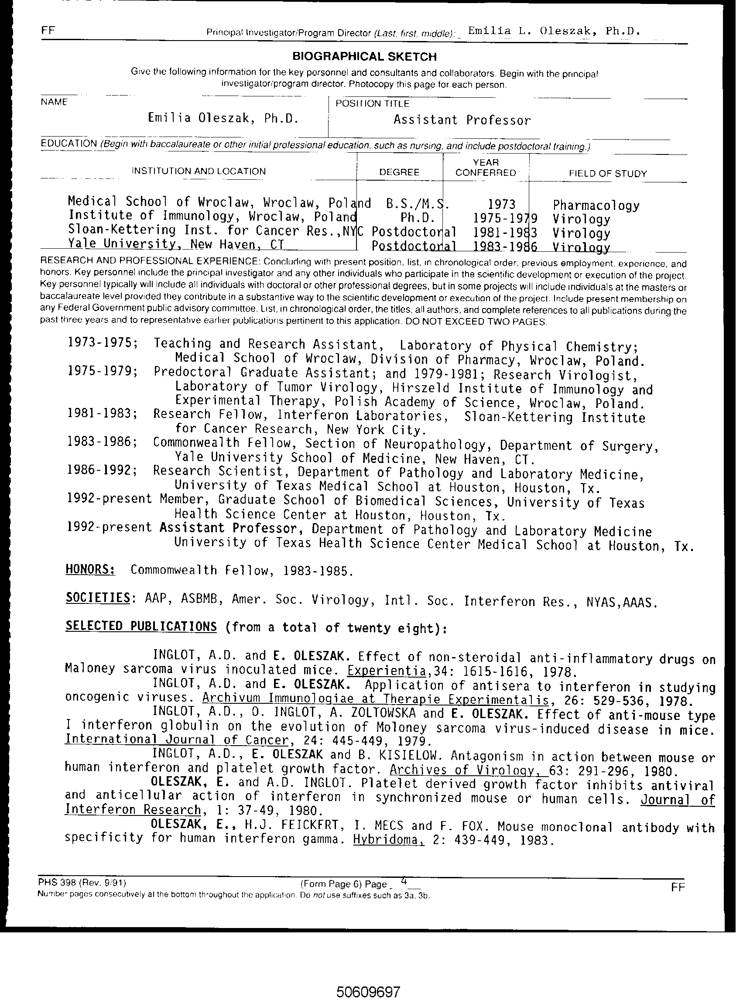 FF Principal Investigator/Program Director (Last, first, middle): Emilia L. Oleszak, Ph.D.
BIOGRAPHICAL SKETCH
Give the following information for the key personnel and consultants and collaborators. Begin with the principal
investigator/program director. Photocopy this page for each person.
NAME POSITION TITLE
Emilia Oleszak, Ph.D. Assistant Professor
EDUCATION (Begin with baccalaureate or other initial professional education, such as nursing, and include postdoctoral training.)
INSTITUTION AND LOCATION DEGREE YEAR CONFERRED FIELD OF STUDY
Medical School of Wroclaw, Wroclaw, Poland B.S./M.S. 1973 Pharmacology
Institute of Immunology, Wroclaw, Poland Ph.D. 1975-1979 Virology
Sloan-Kettering Inst. for Cancer Res.,NYC Postdoctoral 1981-1983 Virology
Yale University, New Haven, CT Postdoctoral 1983-1986 Virology
RESEARCH AND PROFESSIONAL EXPERIENCE: Concluding with present position, list, in chronological order, previous employment, experience, and
honors. Key personnel include the principal investigator and any other individuals who participate in the scientific development or execution of the project.
Key personnel typically will include all individuals with doctoral or other professional degrees, but in some projects will include individuals at the masters or
baccalaureate level provided they contribute in a substantive way to the scientific development or execution of the project. Include present membership on
any Federal Government public advisory committee. List, in chronological order, the titles, all authors, and complete references to all publications during the
past three years and to representative earlier publications pertinent to this application. DO NOT EXCEED TWO PAGES.
1973-1975; Teaching and Research Assistant, Laboratory of Physical Chemistry;
Medical School of Wroclaw, Division of Pharmacy, Wroclaw, Poland.
1975-1979; Predoctoral Graduate Assistant; and 1979-1981; Research Virologist,
Laboratory of Tumor Virology, Hirszeld Institute of Immunology and
Experimental Therapy, Polish Academy of Science, Wroclaw, Poland.
1981-1983; Research Fellow, Interferon Laboratories, Sloan-Kettering Institute
for Cancer Research, New York City.
1983-1986; Commonwealth Fellow, Section of Neuropathology, Department of Surgery,
Yale University School of Medicine, New Haven, CT.
1986-1992; Research Scientist, Department of Pathology and Laboratory Medicine,
University of Texas Medical School at Houston, Houston, Tx.
1992-present Member, Graduate School of Biomedical Sciences, University of Texas
Health Science Center at Houston, Houston, Tx.
1992-present Assistant Professor, Department of Pathology and Laboratory Medicine
University of Texas Health Science Center Medical School at Houston, Tx.
HONORS: Commomwealth Fellow, 1983-1985.
SOCIETIES: AAP, ASBMB, Amer. Soc. Virology, Intl. Soc. Interferon Res., NYAS,AAAS.
SELECTED PUBLICATIONS (from a total of twenty eight):
INGLOT, A.D. and E. OLESZAK. Effect of non-steroidal anti-inflammatory drugs on
Maloney sarcoma virus inoculated mice. Experientia,34: 1615-1616, 1978.
INGLOT, A.D. and E. OLESZAK. Application of antisera to interferon in studying
oncogenic viruses. Archivum Immunologiae at Therapie Experimentalis, 26: 529-536, 1978.
INGLOT, A.D., O. INGLOT, A. ZOLTOWSKA and E. OLESZAK. Effect of anti-mouse type
I interferon globulin on the evolution of Moloney sarcoma virus-induced disease in mice.
International Journal of Cancer, 24: 445-449, 1979.
INGLOT, A.D., E. OLESZAK and B. KISIELOW. Antagonism in action between mouse or
human interferon and platelet growth factor. Archives of Virology, 63: 291-296, 1980.
OLESZAK, E. and A.D. INGLOT. Platelet derived growth factor inhibits antiviral
and anticellular action of interferon in synchronized mouse or human cells. Journal of
Interferon Research, 1: 37-49, 1980.
OLESZAK, E., H.J. FEICKERT, I. MECS and F. FOX. Mouse monoclonal antibody with
specificity for human interferon gamma. Hybridoma, 2: 439-449, 1983.
PHS 398 (Rev. 9/91) (Form Page 6) Page 4 FF
Number pages consecutively at the bottom throughout the application. Do not use suffixes such as 3a, 3b.
50609697